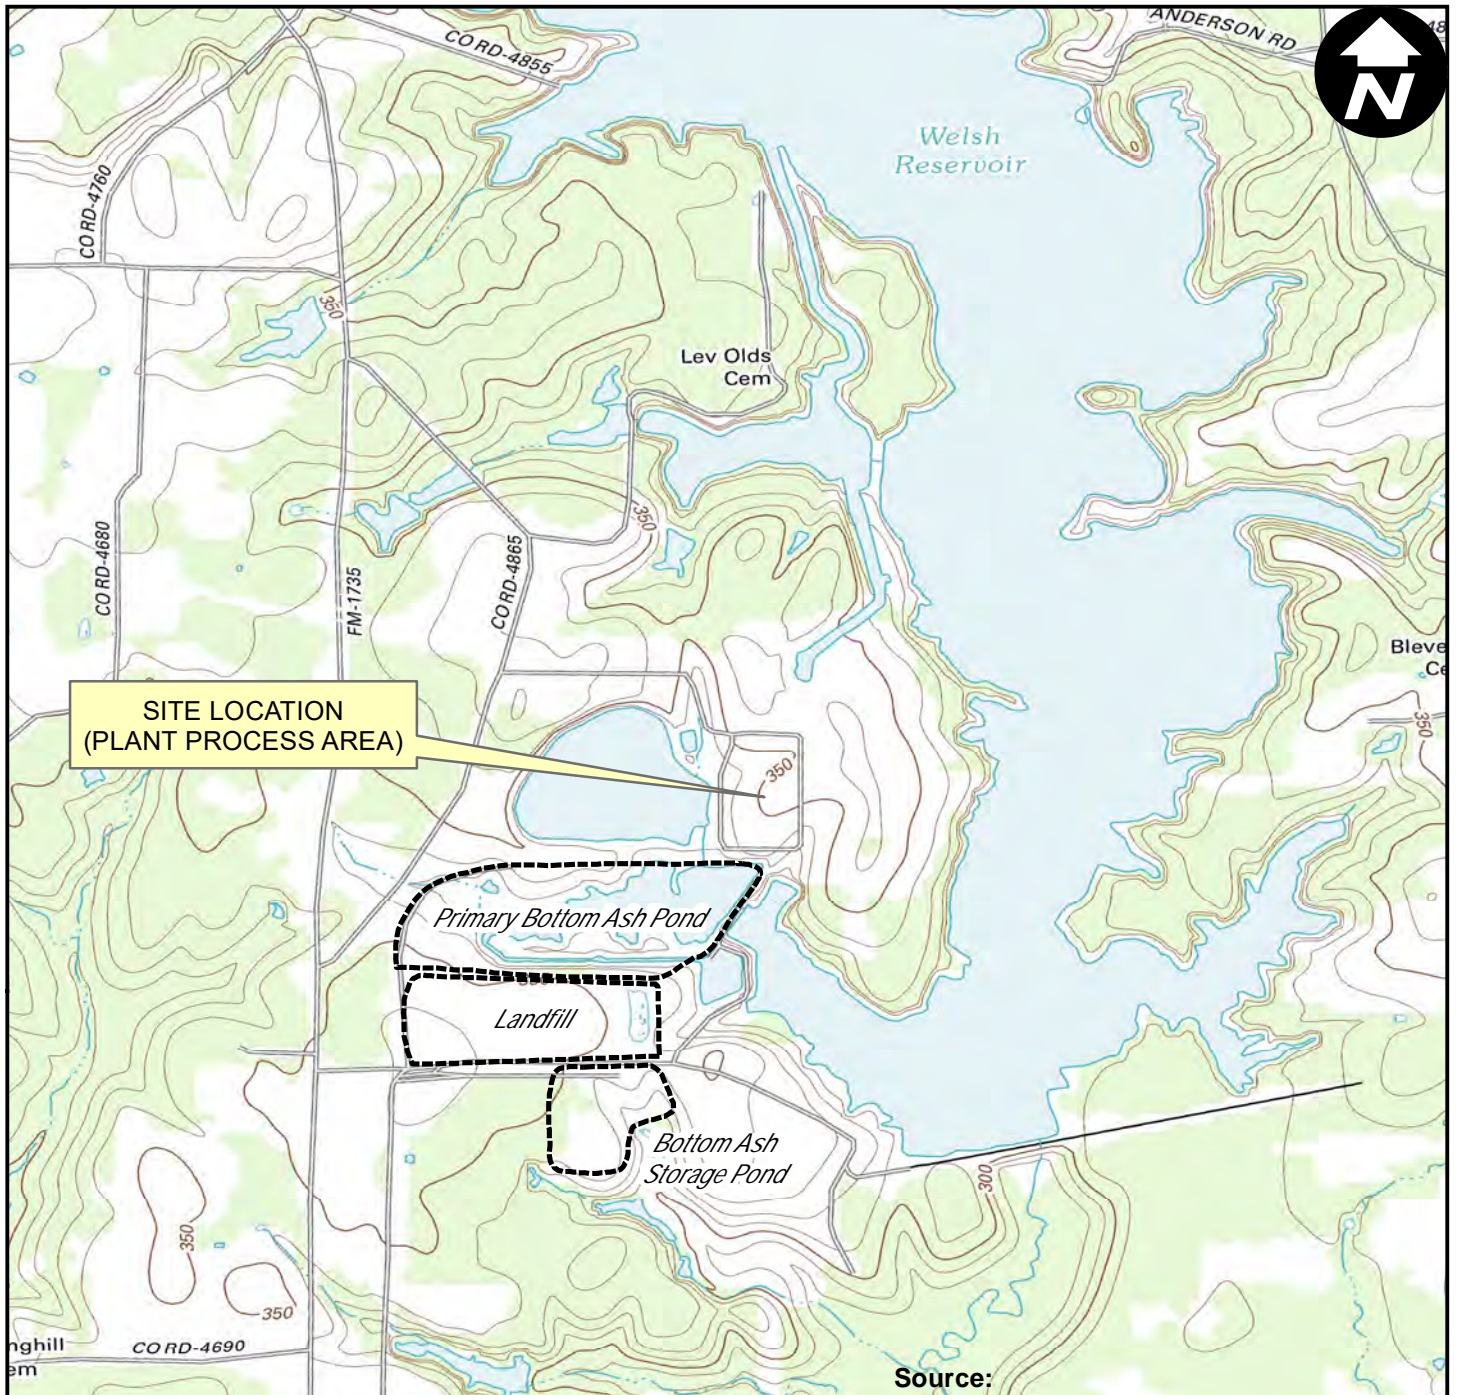 CO RD-4855
ANDERSON RD
48
N
Welsh
Reservoir
CO RD-4760
350
Lev Olds
Cem
350
CO RD-4680
FM-1735
CO RD-4865
Bleve
Ce
350
SITE LOCATION
(PLANT PROCESS AREA)
350
Primary Bottom Ash Pond
Landfill
Bottom Ash
Storage Pond
300
350
350
nghill
em
CO RD-4690
Source: